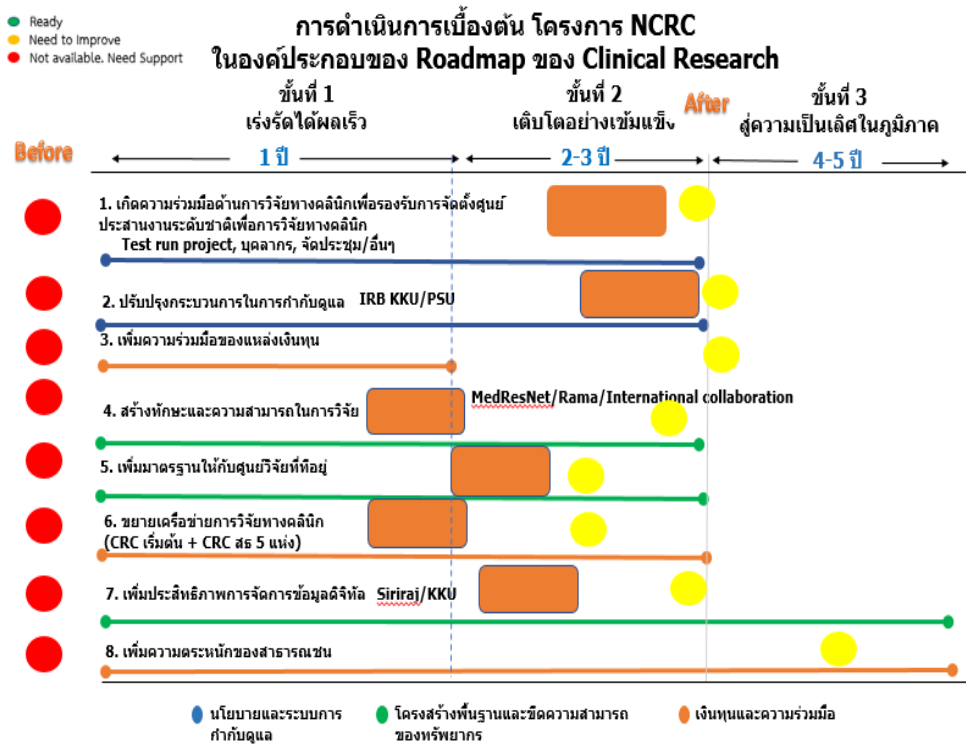 Ready
Need to Improve
Not available. Need Support
การดำเนินการเบื้องต้น โครงการ NCRC
ในองค์ประกอบของ Roadmap ของ Clinical Research
ขั้นที่ 1
เร่งรัดได้ผลเร็ว
ขั้นที่ 2
เติบโตอย่างเข้มแข็ง
After
ขั้นที่ 3
สู่ความเป็นเลิศในภูมิภาค
Before
1 ปี
2-3 ปี
4-5 ปี
1. เกิดความร่วมมือด้านการวิจัยทางคลินิกเพื่อรองรับการจัดตั้งศูนย์
ประสานงานระดับชาติเพื่อการวิจัยทางคลินิก
Test run project, บุคลากร, จัดประชุม/อื่นๆ
2. ปรับปรุงกระบวนการในการกำกับดูแล IRB KKU/PSU
3. เพิ่มความร่วมมือของแหล่งเงินทุน
MedResNet/Rama/International collaboration
4. สร้างทักษะและความสามารถในการวิจัย
5. เพิ่มมาตรฐานให้กับศูนย์วิจัยที่ทีอยู่
6. ขยายเครือข่ายการวิจัยทางคลินิก
(CRC เริ่มต้น + CRC สธ 5 แห่ง)
7. เพิ่มประสิทธิภาพการจัดการข้อมูลดิจิทัล Siriraj/KKU
8. เพิ่มความตระหนักของสาธารณชน
นโยบายและระบบการ
กำกับดูแล
โครงสร้างพื้นฐานและขีดความสามารถ
ของทรัพยากร
เงินทุนและความร่วมมือ